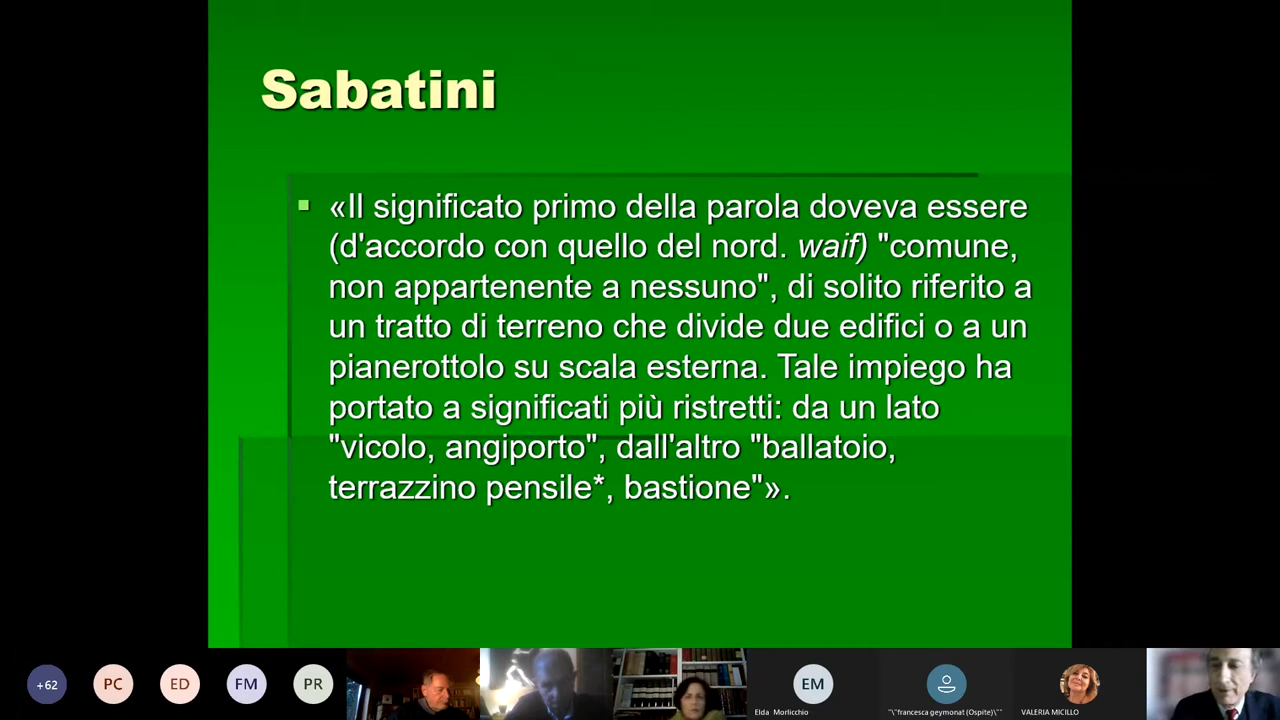 Sabatini
«Il significato primo della parola doveva essere
(d'accordo con quello del nord. waif) "comune,
non appartenente a nessuno", di solito riferito a
un tratto di terreno che divide due edifici o a un
pianerottolo su scala esterna. Tale impiego ha
portato a significati più ristretti: da un lato
"vicolo, angiporto", dall'altro "ballatoio,
terrazzino pensile*, bastione"».
+62
PC
ED
FM
PR
EM
Elda Morlicchio
"\"francesca geymonat (Ospite)\""
VALERIA MICILLO